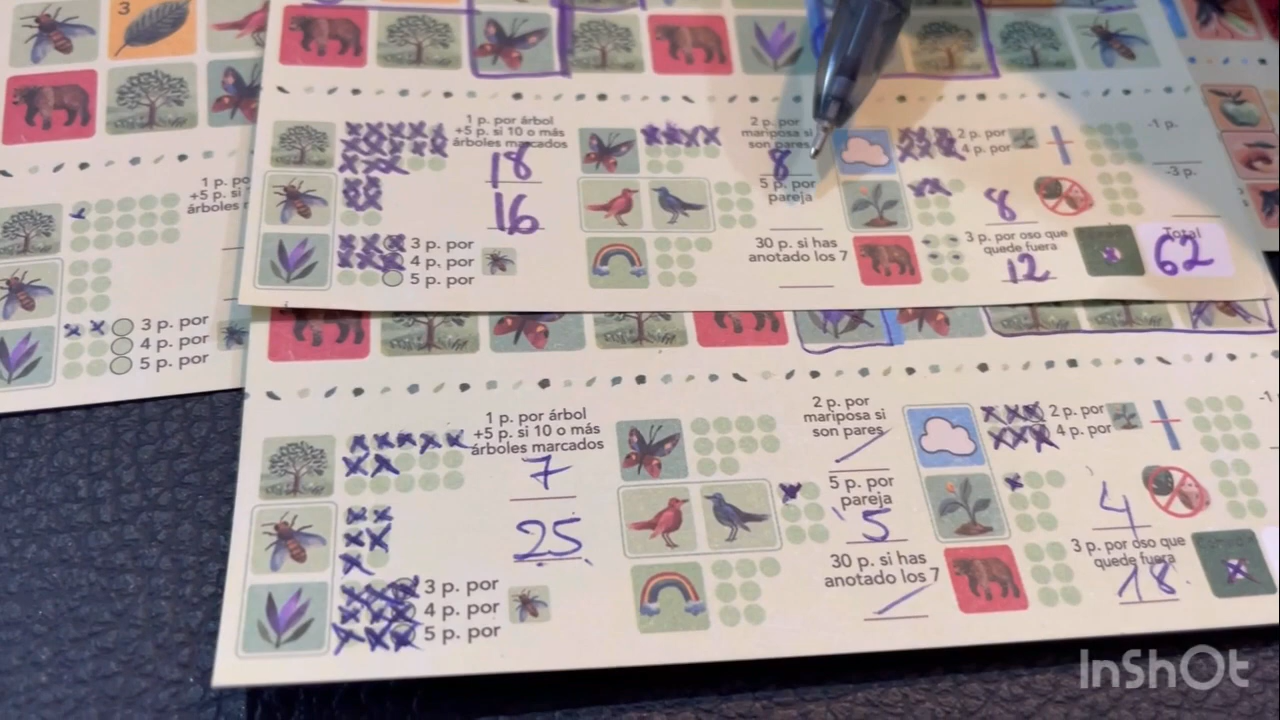 3
1 p. por árbol
+5 p. si 10 o más
árboles marcados
18
16
3 p. por
4 p. por
5 p. por
2 p. por
mariposa si
son pares
8
5 p. por
pareja
30 p. si has
anotado los 7
2 p. por
4 p. por
8
3 p. por oso que
quede fuera
12
-1 p.
-3 p.
Total
62
1 p.
+5 p. si
árboles
3 p. por
4 p. por
5 p. por
1 p. por árbol
+5 p. si 10 o más
árboles marcados
7
25
3 p. por
4 p. por
5 p. por
2 p. por
mariposa si
son pares
5 p. por
pareja
5
30 p. si has
anotado los 7
2 p. por
4 p. por
4
3 p. por oso que
quede fuera
18
-1
InShOt